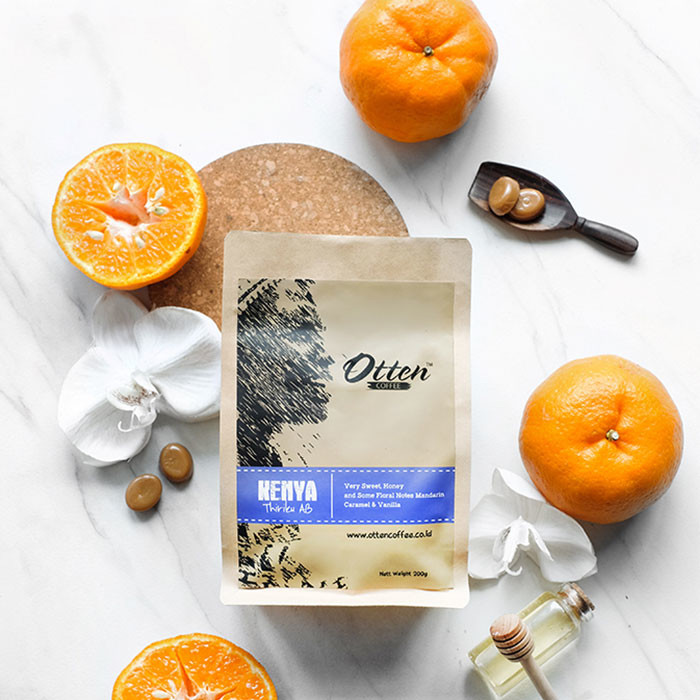 Otten™
COFFEE
KENYA
Thiriku AB
Very Sweet, Honey
and Some Floral Notes Mandarin
Caramel & Vanilla
www.ottencoffee.co.id
Nett Weight 200g